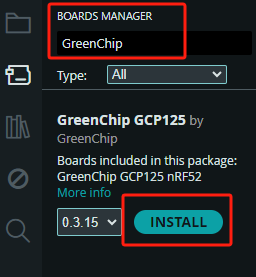 BOARDS MANAGER
GreenChip
Type: All
GreenChip GCP125 by
GreenChip
Boards included in this package:
GreenChip GCP125 nRF52
More info
0.3.15 INSTALL